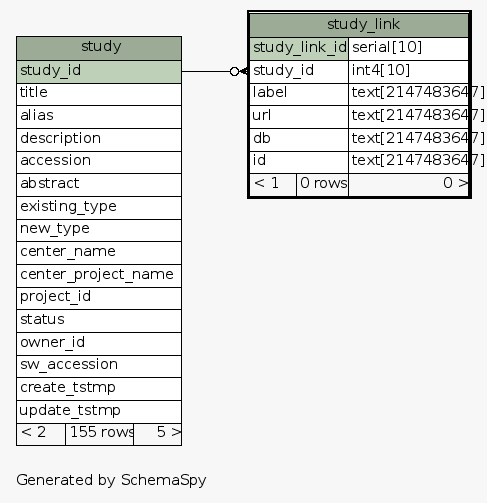 study
study_id
title
alias
description
accession
abstract
existing_type
new_type
center_name
center_project_name
project_id
status
owner_id
sw_accession
create_tstmp
update_tstmp
< 2 155 rows 5 >
study_link
study_link_id serial[10]
study_id int4[10]
label text[2147483647]
url text[2147483647]
db text[2147483647]
id text[2147483647]
< 1 0 rows 0 >
Generated by SchemaSpy